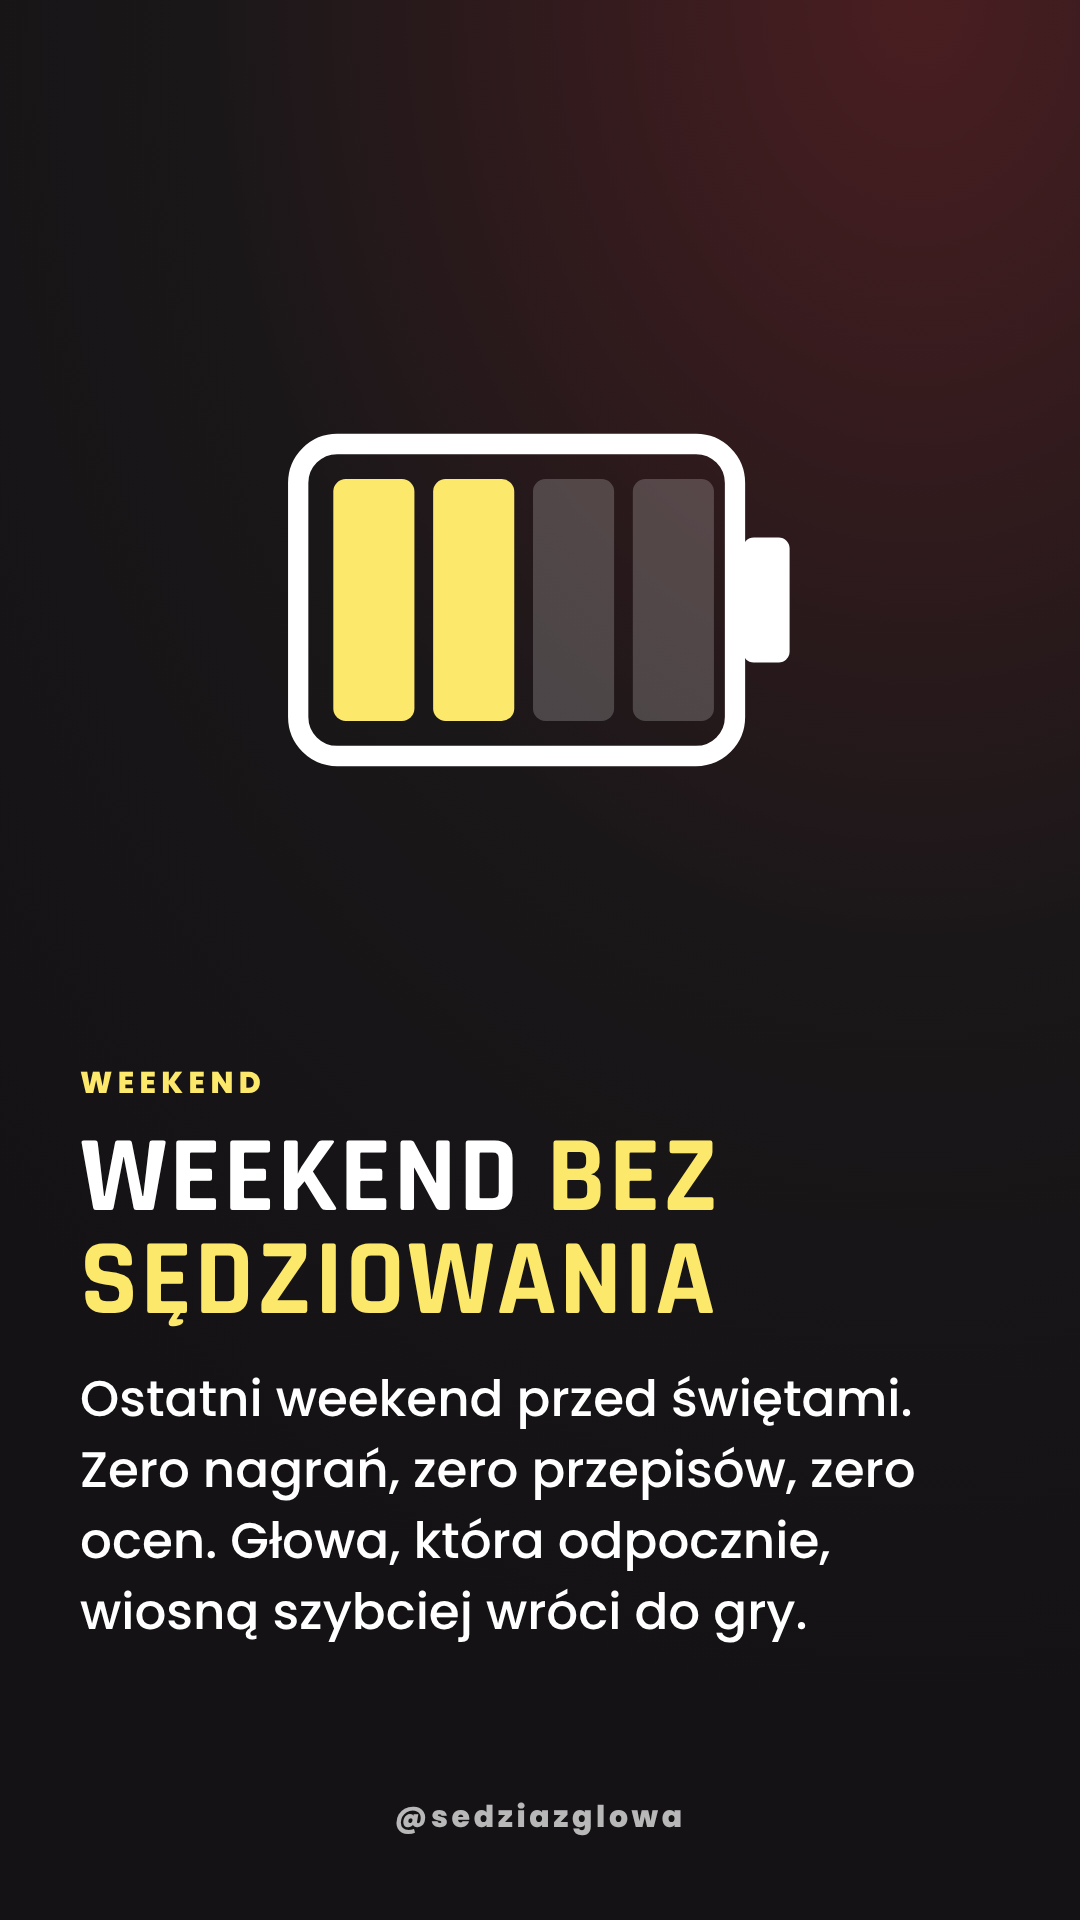 WEEKEND
WEEKEND BEZ
SĘDZIOWANIA
Ostatni weekend przed świętami.
Zero nagrań, zero przepisów, zero
ocen. Głowa, która odpocznie,
wiosną szybciej wróci do gry.
@sedziazglowa